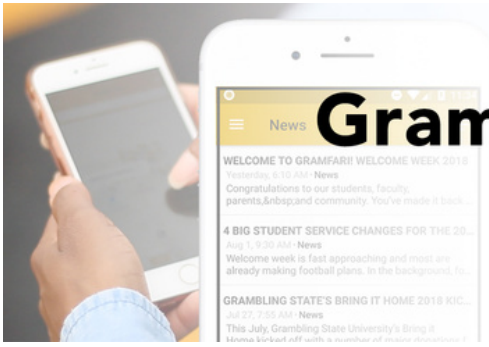 News
Gram
WELCOME TO GRAMFARI! WELCOME WEEK 2018
Yesterday, 6:10 AM · News
Congratulations to our students, faculty,
parents,&nbsp;and community. You've made it back...
4 BIG STUDENT SERVICE CHANGES FOR THE 20...
Aug 1, 9:30 AM · News
Welcome week is fast approaching and most are
already making football plans. In the background, fo...
GRAMBLING STATE'S BRING IT HOME 2018 KIC...
Jul 27, 7:55 AM · News
This July, Grambling State University's Bring it
Home kicked off with a number of major donations f